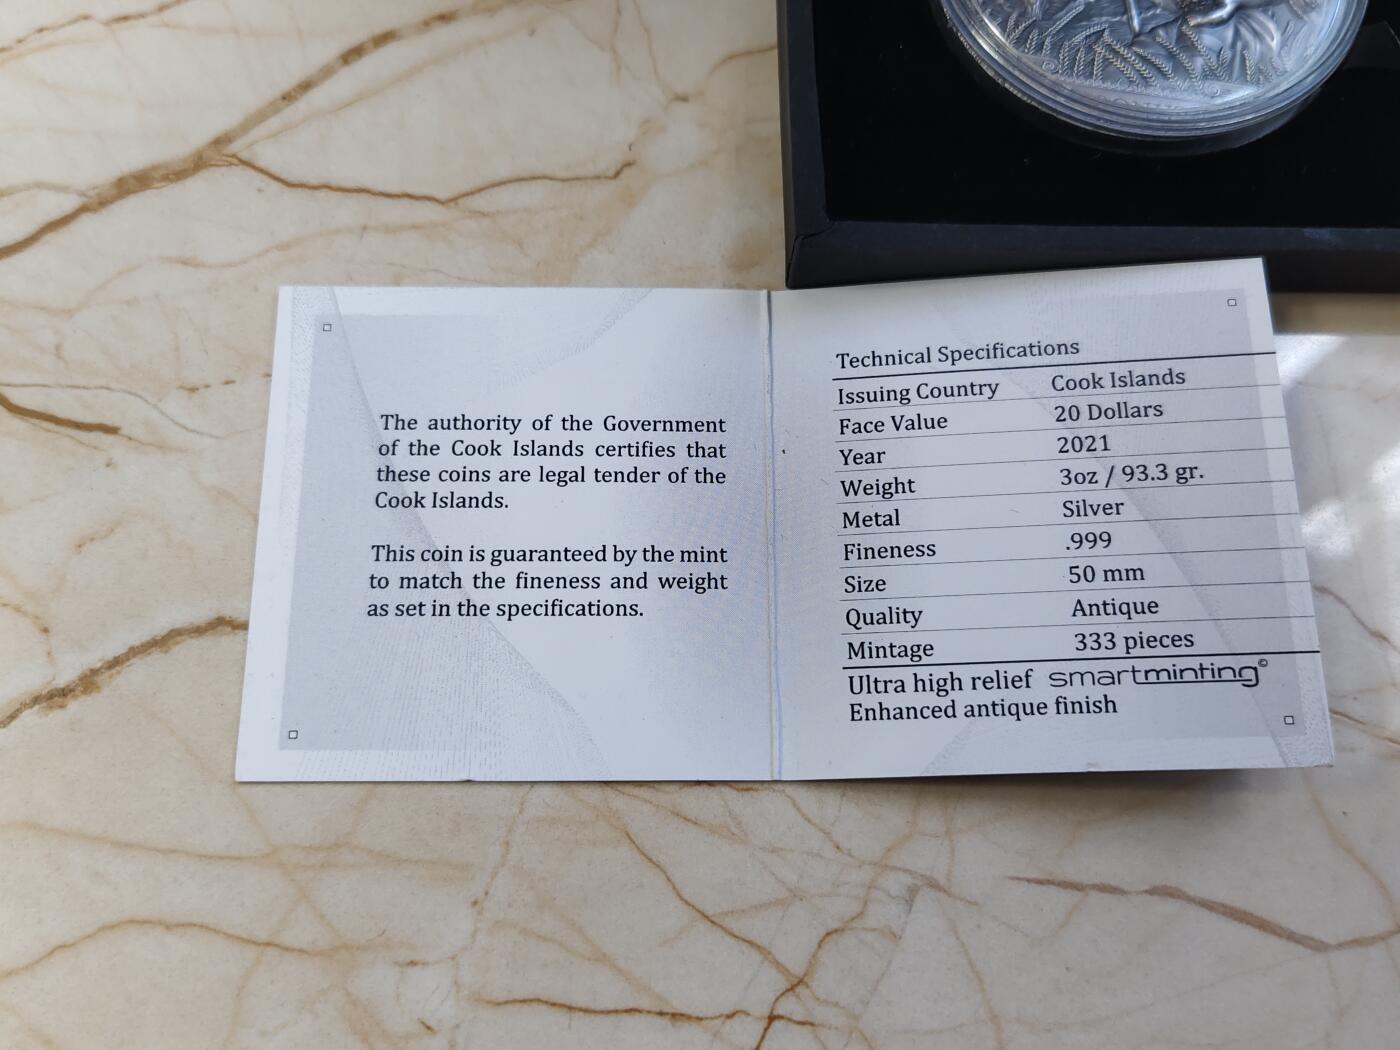 The authority of the Government
of the Cook Islands certifies that
these coins are legal tender of the
Cook Islands.
This coin is guaranteed by the mint
to match the fineness and weight
as set in the specifications.
Technical Specifications
Issuing Country Cook Islands
Face Value 20 Dollars
Year 2021
Weight 3oz / 93.3 gr.
Metal Silver
Fineness .999
Size 50 mm
Quality Antique
Mintage 333 pieces
Ultra high relief smartminting©
Enhanced antique finish